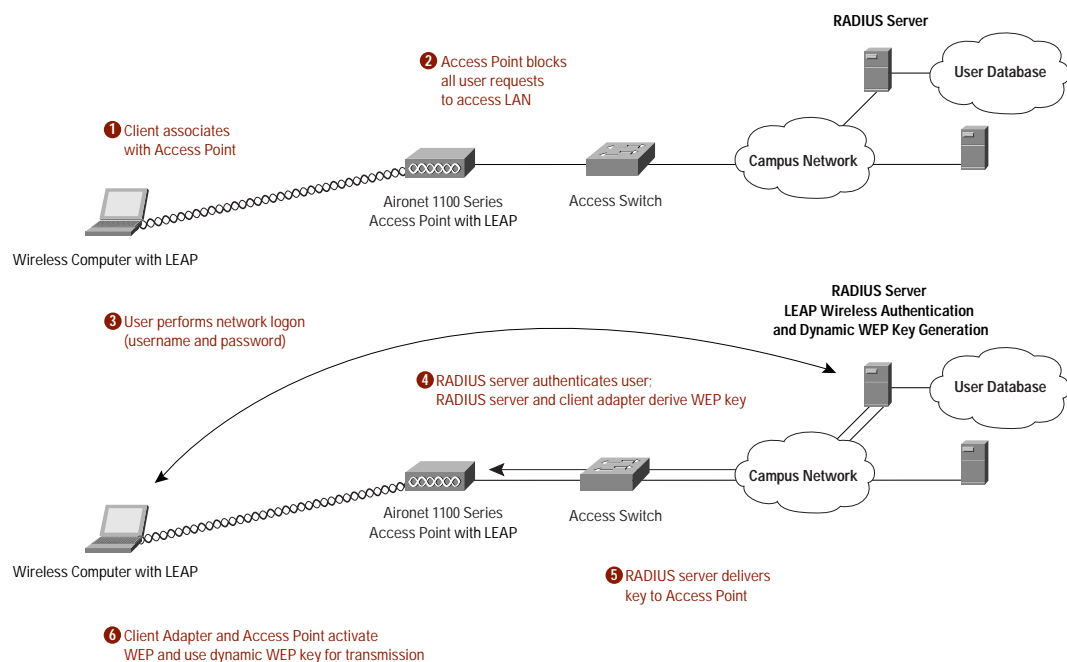 RADIUS Server
2 Access Point blocks
all user requests
to access LAN
User Database
1 Client associates
with Access Point
Campus Network
Aironet 1100 Series
Access Point with LEAP
Access Switch
Wireless Computer with LEAP
RADIUS Server
LEAP Wireless Authentication
and Dynamic WEP Key Generation
3 User performs network logon
(username and password)
4 RADIUS server authenticates user;
RADIUS server and client adapter derive WEP key
User Database
Campus Network
Aironet 1100 Series
Access Point with LEAP
Access Switch
Wireless Computer with LEAP
5 RADIUS server delivers
key to Access Point
6 Client Adapter and Access Point activate
WEP and use dynamic WEP key for transmission